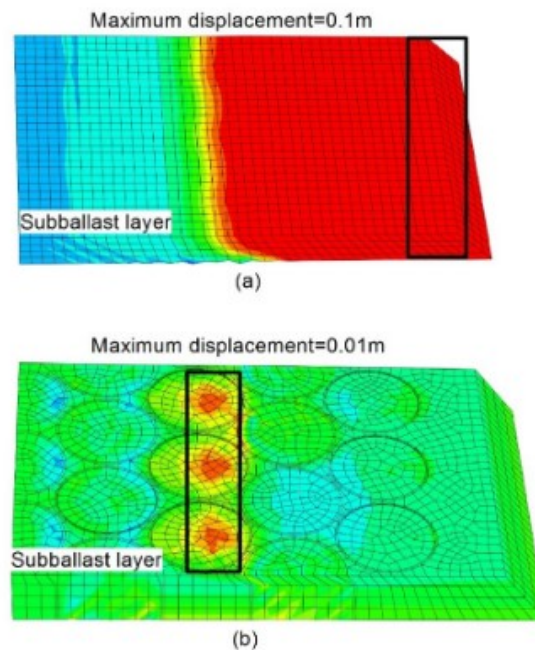 Maximum displacement=0.1m
Subballast layer
(a)
Maximum displacement=0.01m
Subballast layer
(b)